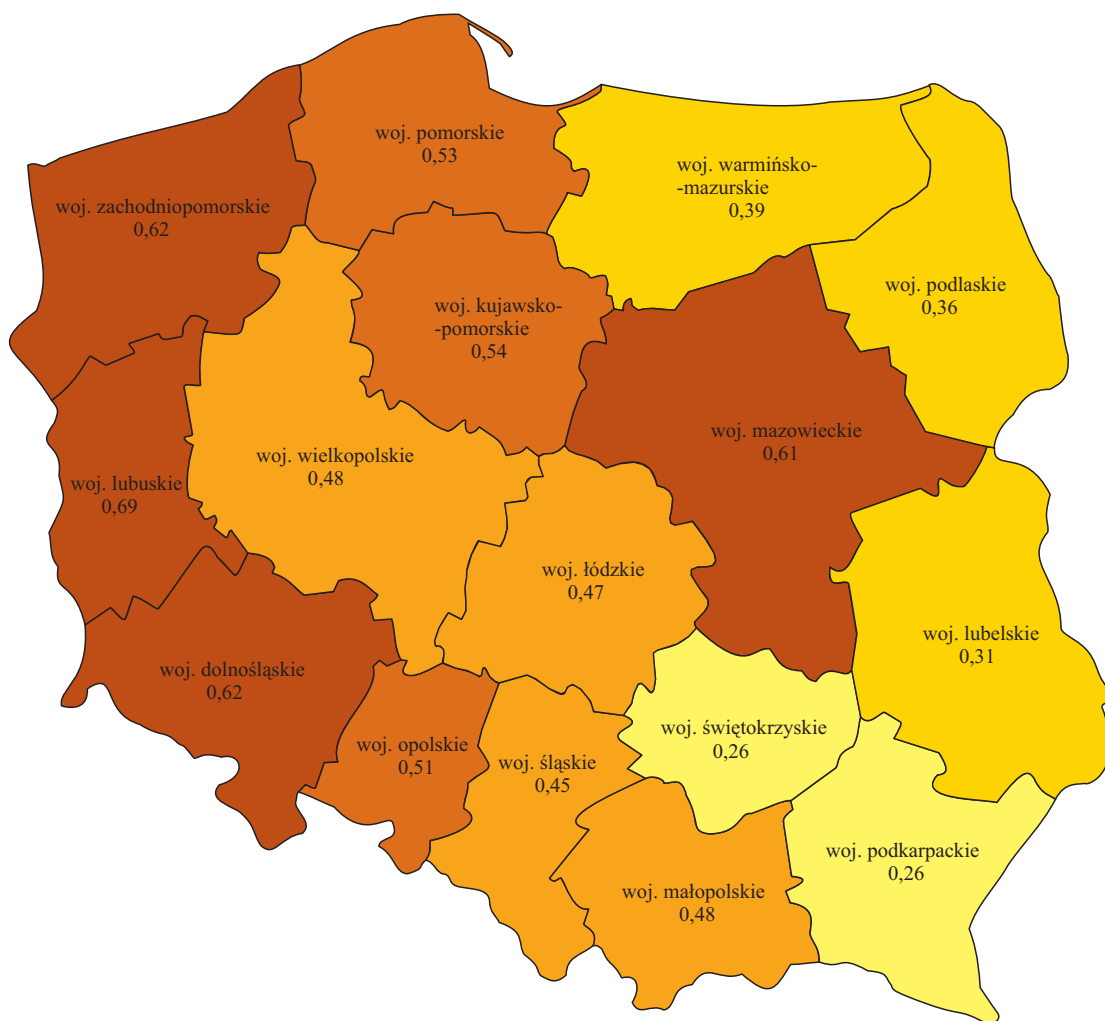 woj. pomorskie
0,53
woj. warmińsko-
-mazurskie
0,39
woj. zachodniopomorskie
0,62
woj. podlaskie
0,36
woj. kujawsko-
-pomorskie
0,54
woj. mazowieckie
0,61
woj. wielkopolskie
0,48
woj. lubuskie
0,69
woj. łódzkie
0,47
woj. lubelskie
0,31
woj. dolnośląskie
0,62
woj. świętokrzyskie
0,26
woj. opolskie
0,51
woj. śląskie
0,45
woj. podkarpackie
0,26
woj. małopolskie
0,48